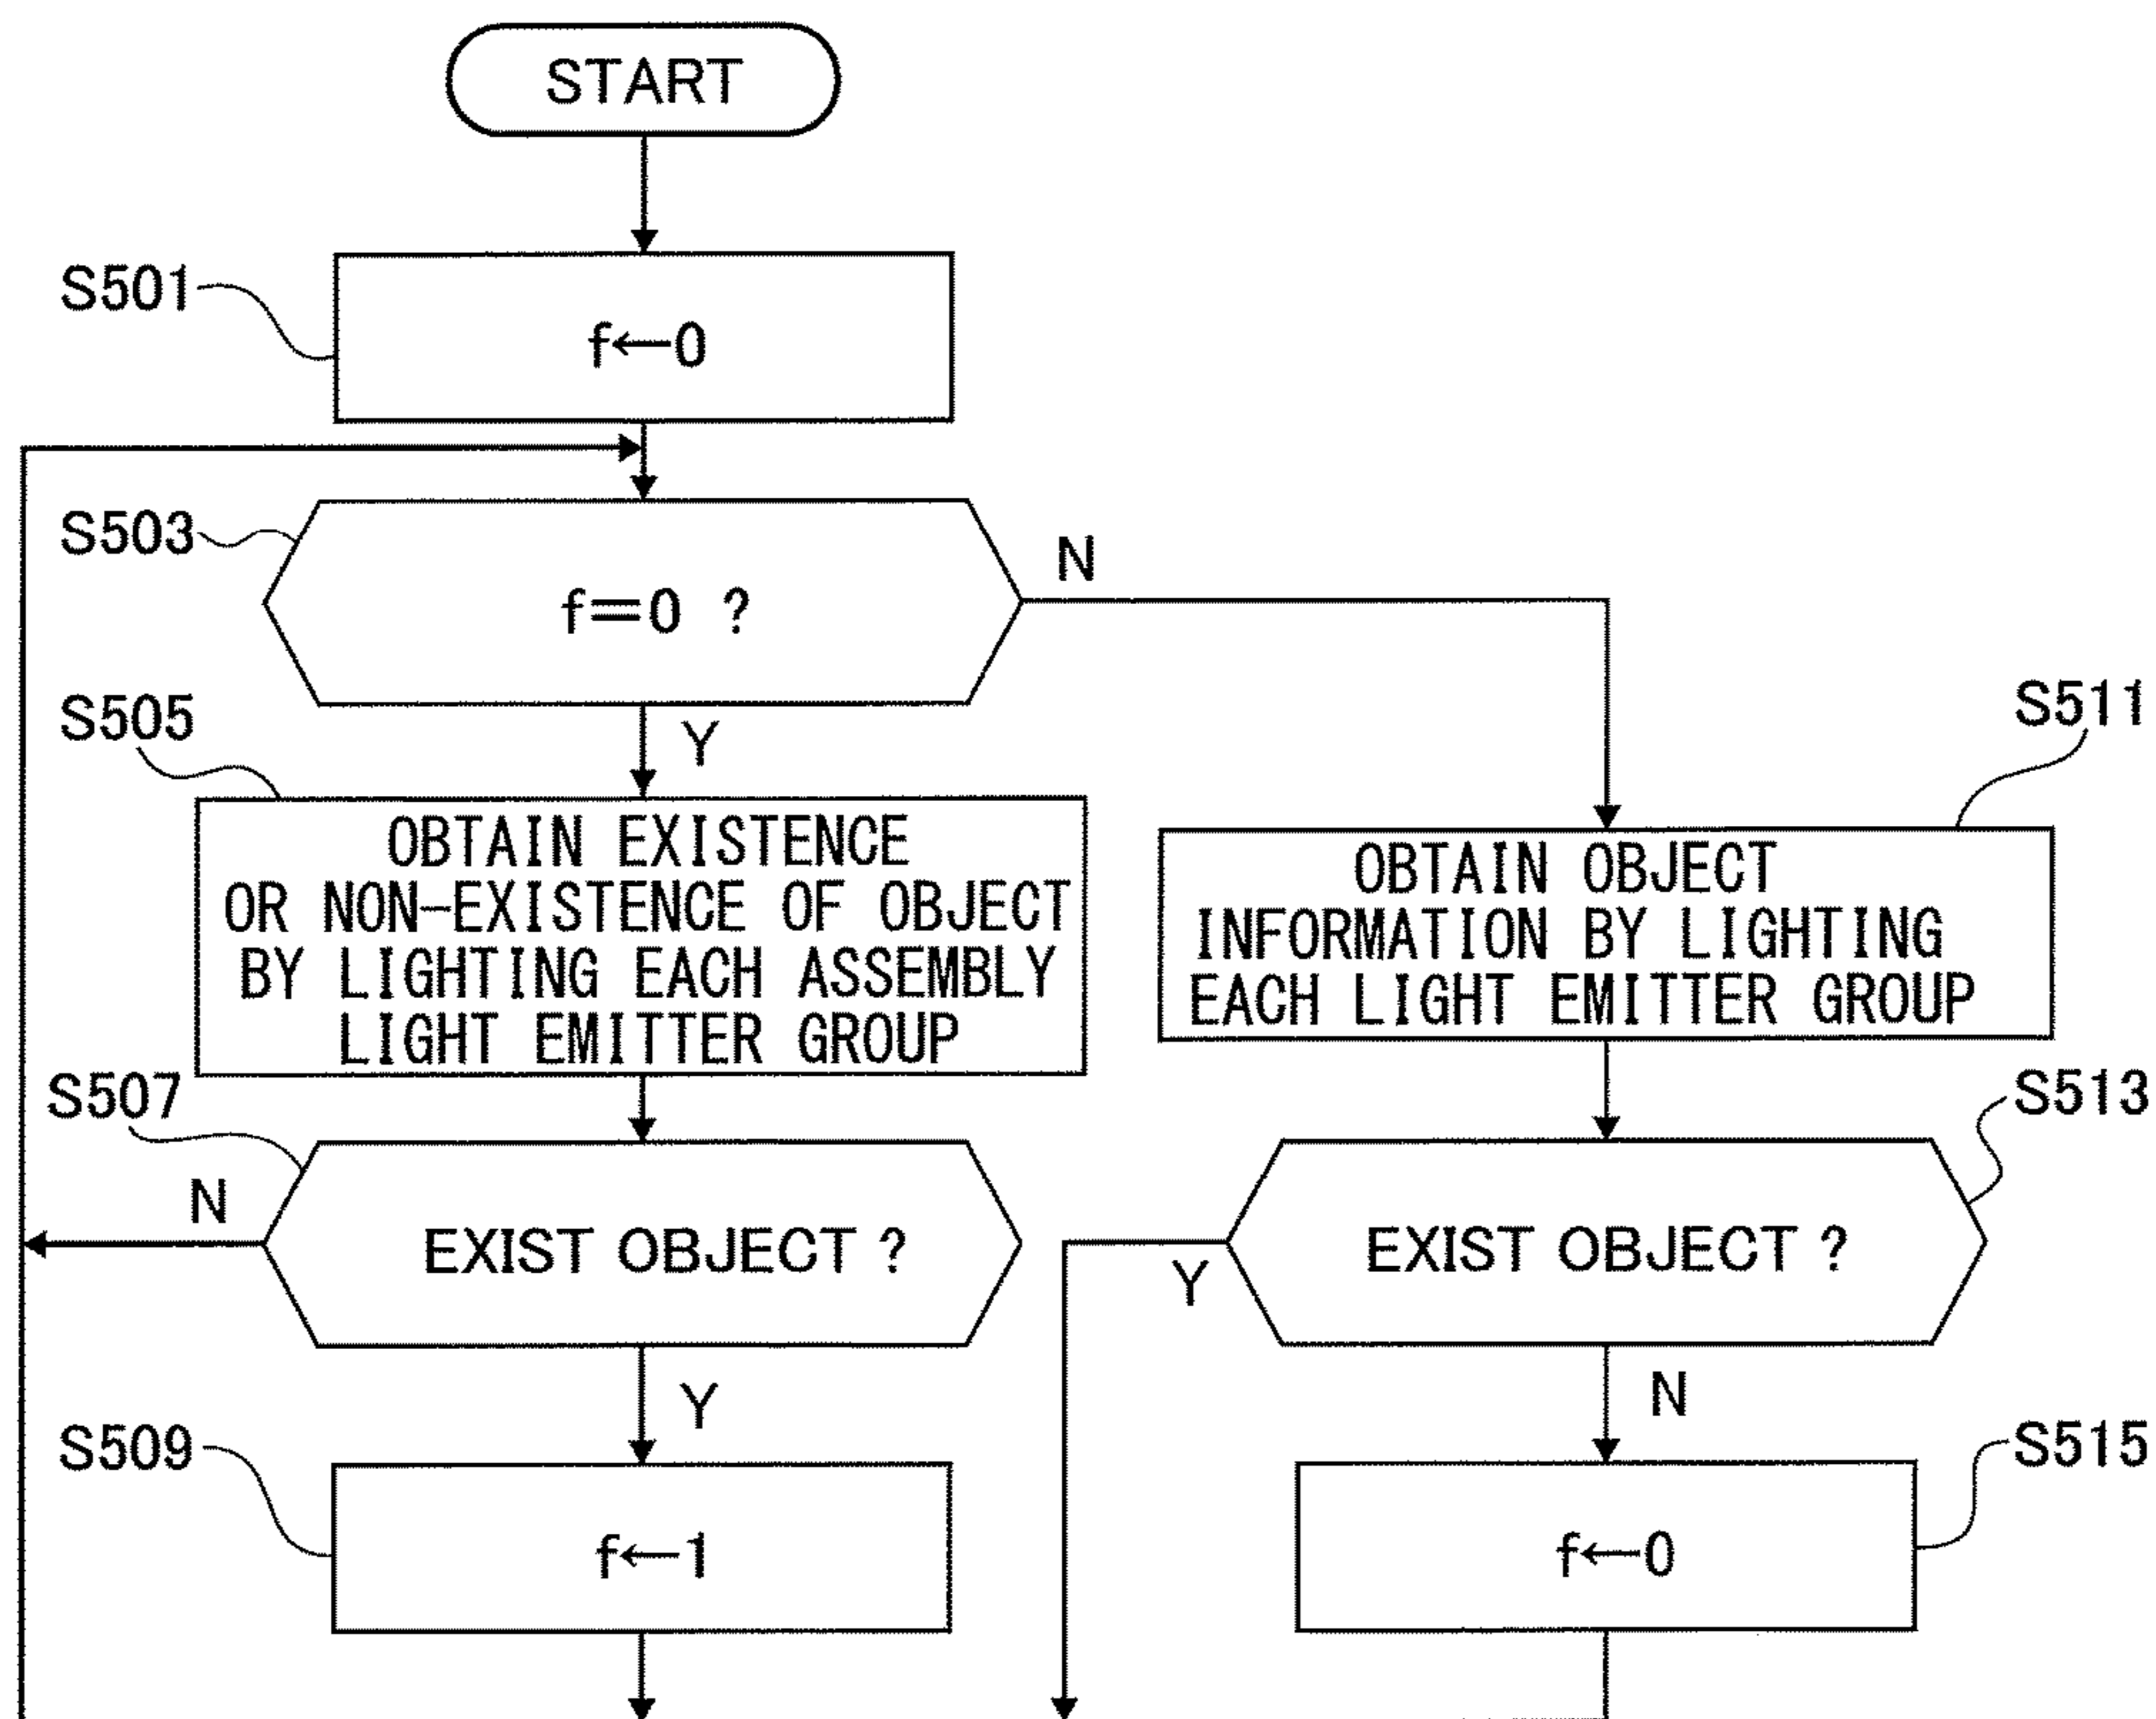 START
S501
f←0
S503
f=0 ?
N
Y
S505
OBTAIN EXISTENCE
OR NON-EXISTENCE OF OBJECT
BY LIGHTING EACH ASSEMBLY
LIGHT EMITTER GROUP
S511
OBTAIN OBJECT
INFORMATION BY LIGHTING
EACH LIGHT EMITTER GROUP
S507
N
EXIST OBJECT ?
Y
S513
Y
EXIST OBJECT ?
N
S509
f←1
S515
f←0